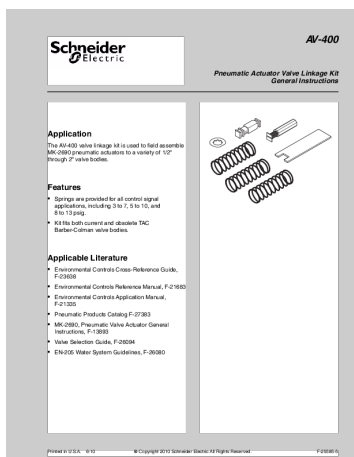 AV-400
Schneider
Electric
Pneumatic Actuator Valve Linkage Kit
General Instructions
Application
The AV-400 valve linkage kit is used to field assemble
MK-2690 pneumatic actuators to a variety of 1/2"
through 2" valve bodies.
Features
• Springs are provided for all control signal
applications, including 3 to 7, 5 to 10, and
8 to 13 psig.
• Kit fits both current and obsolete TAC
Barber-Colman valve bodies.
Applicable Literature
• Environmental Controls Cross-Reference Guide,
F-23638
• Environmental Controls Reference Manual, F-21683
• Environmental Controls Application Manual,
F-21335
• Pneumatic Products Catalog F-27383
• MK-2690, Pneumatic Valve Actuator General
Instructions, F-13893
• Valve Selection Guide, F-26094
• EN-205 Water System Guidelines, F-26080
Printed in U.S.A. 8-10 © Copyright 2010 Schneider Electric All Rights Reserved.